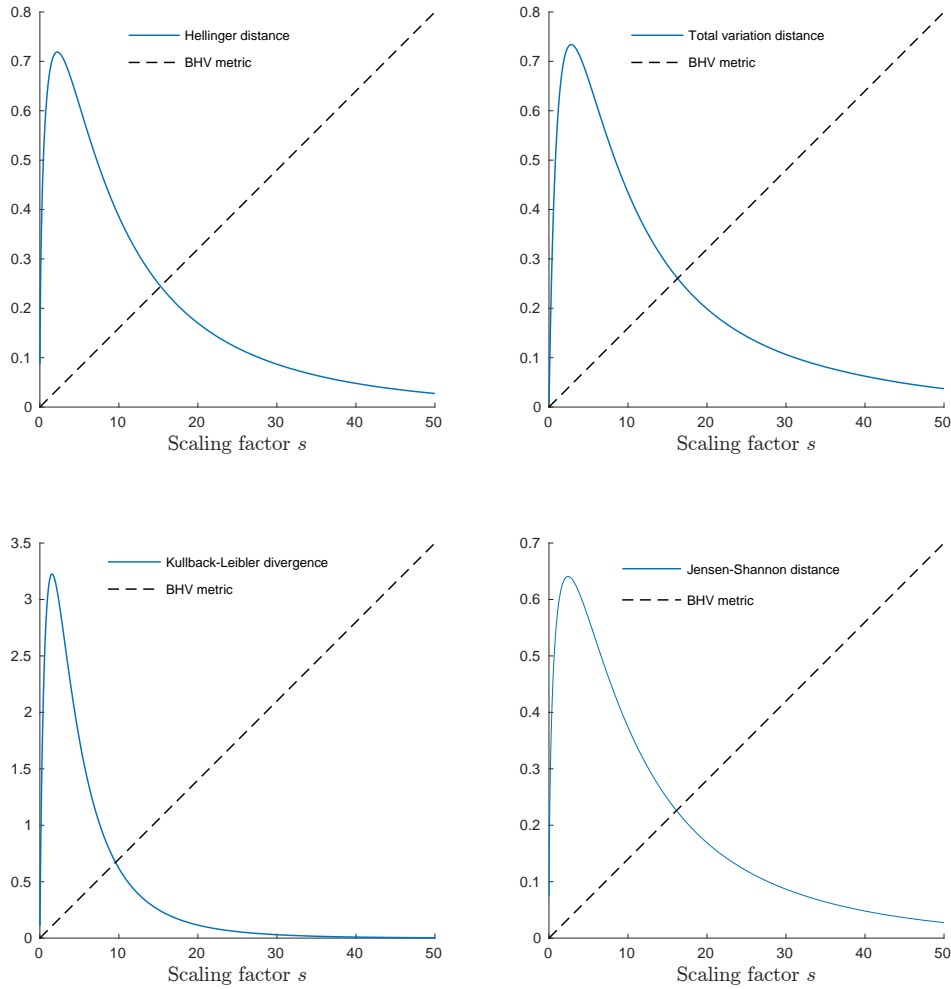 0.8
0.7
0.6
0.5
0.4
0.3
0.2
0.1
0
0 10 20 30 40 50
Scaling factor s
Hellinger distance
BHV metric
0.8
0.7
0.6
0.5
0.4
0.3
0.2
0.1
0
0 10 20 30 40 50
Scaling factor s
Total variation distance
BHV metric
3.5
3
2.5
2
1.5
1
0.5
0
0 10 20 30 40 50
Scaling factor s
Kullback-Leibler divergence
BHV metric
0.7
0.6
0.5
0.4
0.3
0.2
0.1
0
0 10 20 30 40 50
Scaling factor s
Jensen-Shannon distance
BHV metric